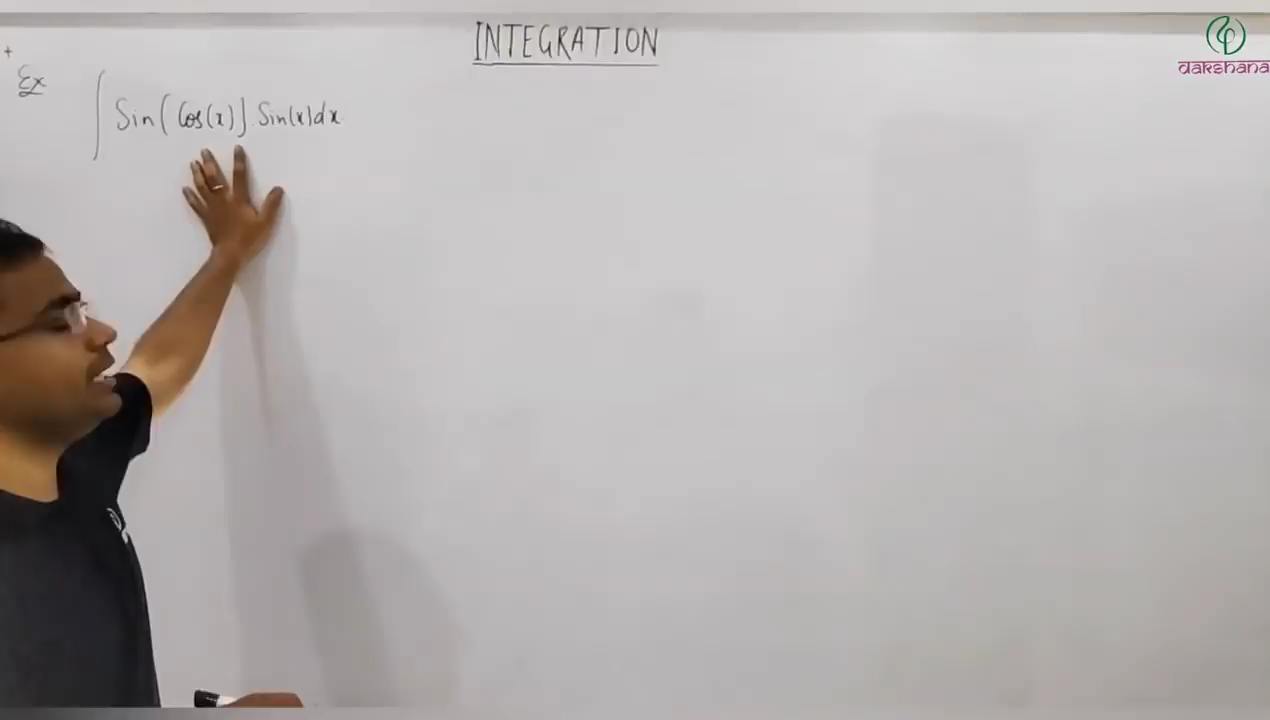 INTEGRATION
dakshana
+
Ex
∫ Sin(Cos(x)) Sin(x)dx